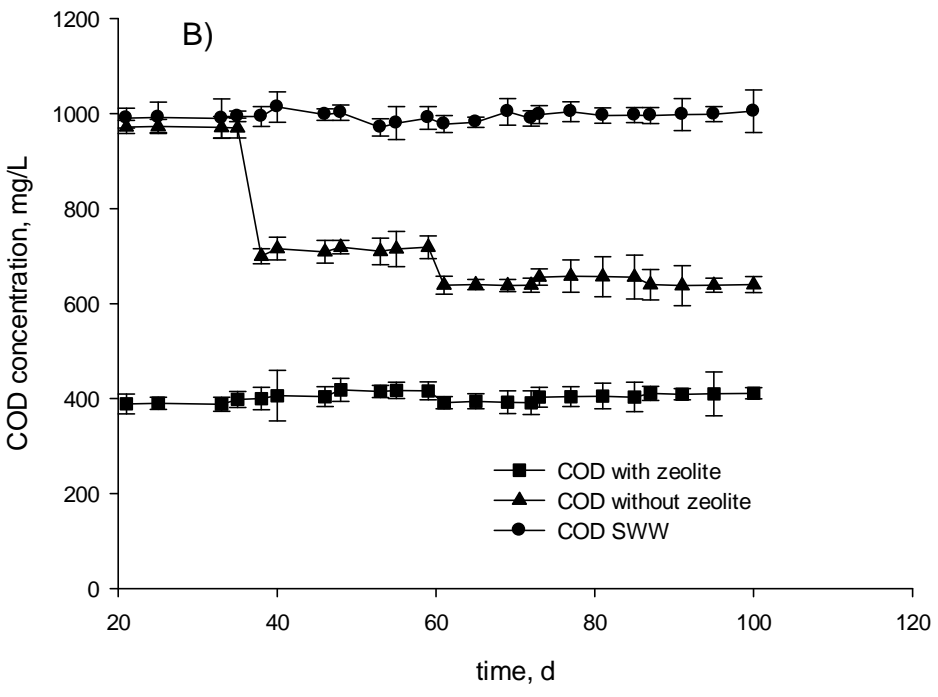 B)
1200
1000
800
600
400
200
0
COD concentration, mg/L
COD with zeolite
COD without zeolite
COD SWW
20 40 60 80 100 120
time, d